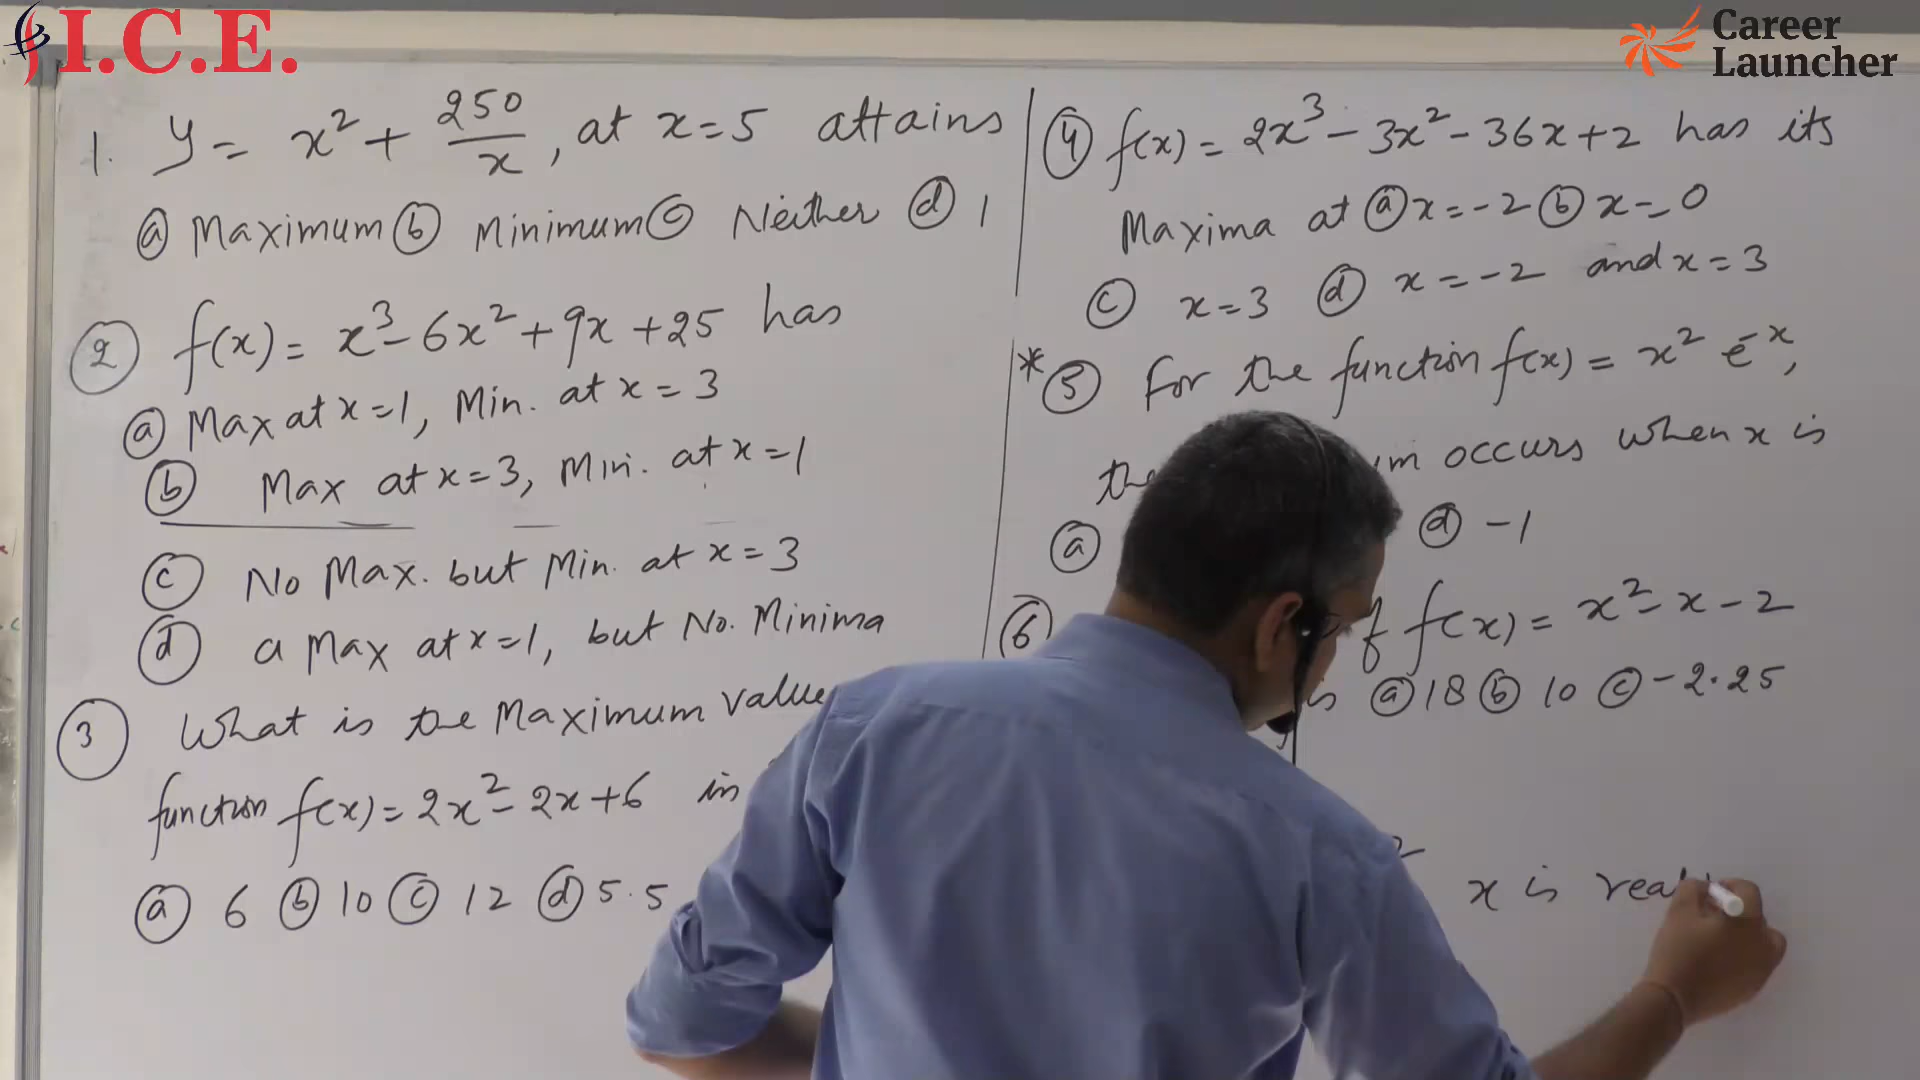 I.C.E.
Career
Launcher
1. y = x² + 250/x, at x=5 attains
ⓐ Maximum ⓑ Minimum ⓒ Neither ⓓ 1
② f(x) = x³ - 6x² + 9x + 25 has
ⓐ Max at x=1, Min. at x = 3
ⓑ Max at x=3, Min. at x=1
ⓒ No Max. but Min. at x = 3
ⓓ a Max at x=1, but No. Minima
③ What is the Maximum value
function f(x) = 2x² - 2x + 6 in
ⓐ 6 ⓑ 10 ⓒ 12 ⓓ 5.5
④ f(x) = 2x³ - 3x² - 36x + 2 has its
Maxima at ⓐ x = -2 ⓑ x = 0
ⓒ x = 3 ⓓ x = -2 and x = 3
* ⑤ For the function f(x) = x² e⁻ˣ,
occurs when x is
ⓐ ⓓ -1
⑥ f(x) = x² - x - 2
is ⓐ 18 ⓑ 10 ⓒ -2.25
x is real